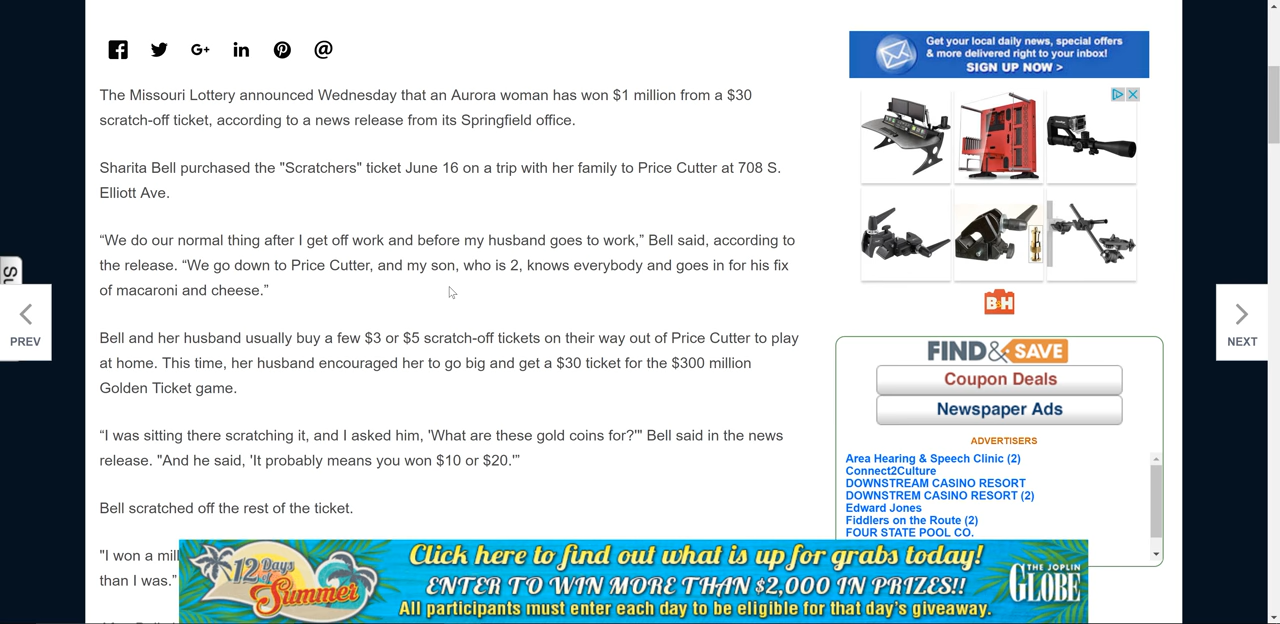 Get your local daily news, special offers
& more delivered right to your inbox!
SIGN UP NOW >
The Missouri Lottery announced Wednesday that an Aurora woman has won $1 million from a $30
scratch-off ticket, according to a news release from its Springfield office.
Sharita Bell purchased the "Scratchers" ticket June 16 on a trip with her family to Price Cutter at 708 S.
Elliott Ave.
“We do our normal thing after I get off work and before my husband goes to work,” Bell said, according to
the release. “We go down to Price Cutter, and my son, who is 2, knows everybody and goes in for his fix
of macaroni and cheese.”
Bell and her husband usually buy a few $3 or $5 scratch-off tickets on their way out of Price Cutter to play
at home. This time, her husband encouraged her to go big and get a $30 ticket for the $300 million
Golden Ticket game.
“I was sitting there scratching it, and I asked him, 'What are these gold coins for?'" Bell said in the news
release. "And he said, 'It probably means you won $10 or $20.'”
Bell scratched off the rest of the ticket.
"I won a mil
than I was.”
Su
PREV
NEXT
B&H
FIND & SAVE
Coupon Deals
Newspaper Ads
ADVERTISERS
Area Hearing & Speech Clinic (2)
Connect2Culture
DOWNSTREAM CASINO RESORT
DOWNSTREM CASINO RESORT (2)
Edward Jones
Fiddlers on the Route (2)
FOUR STATE POOL CO.
12 Days
of
Summer
Click here to find out what is up for grabs today!
ENTER TO WIN MORE THAN $2,000 IN PRIZES!!
All participants must enter each day to be eligible for that day's giveaway.
THE JOPLIN
GLOBE